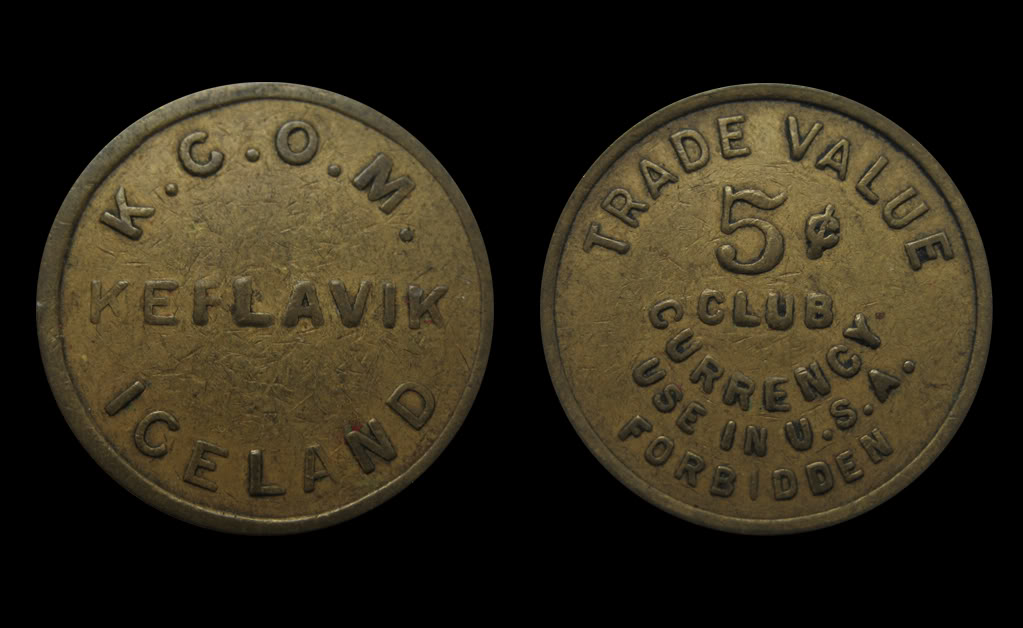 K.C.O.M.
KEFLAVIK
ICELAND
TRADE VALUE
5¢
CLUB
CURRENCY
USE IN U.S.A.
FORBIDDEN